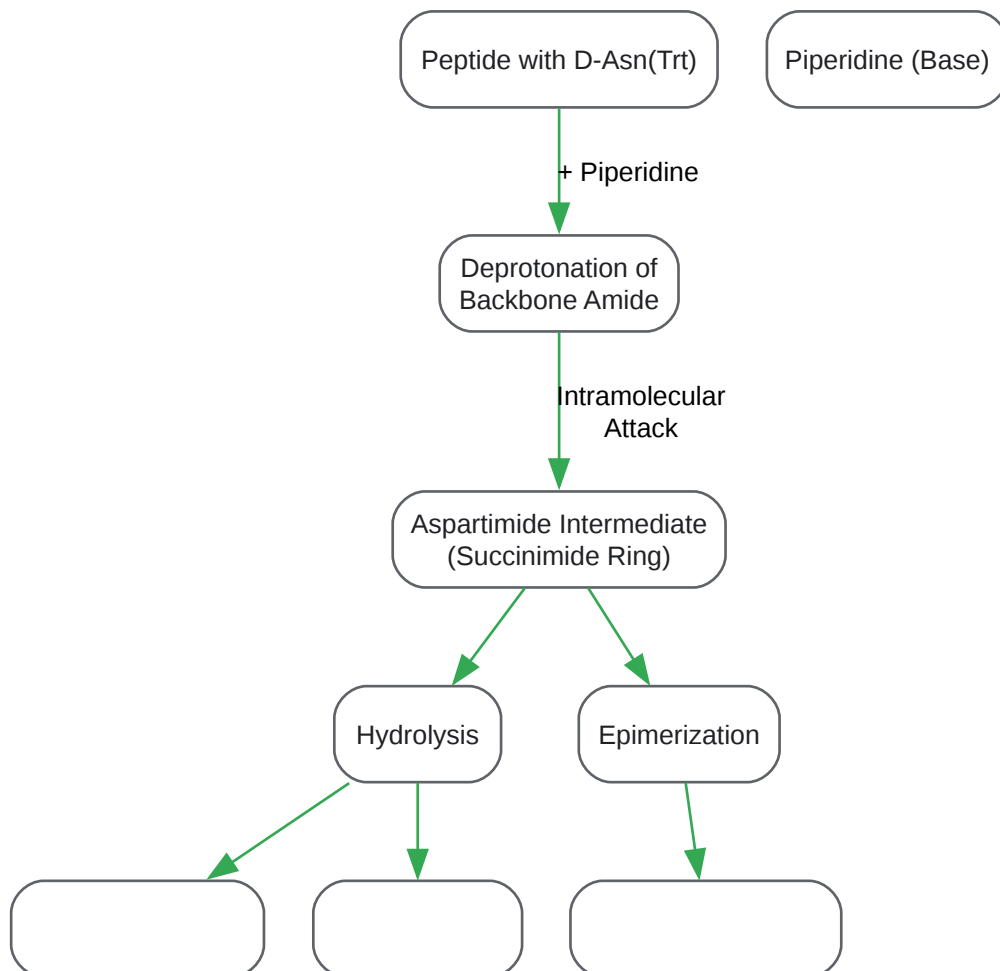 Peptide with D-Asn(Trt)
Piperidine (Base)
+ Piperidine
Deprotonation of
Backbone Amide
Intramolecular
Attack
Aspartimide Intermediate
(Succinimide Ring)
Hydrolysis
Epimerization